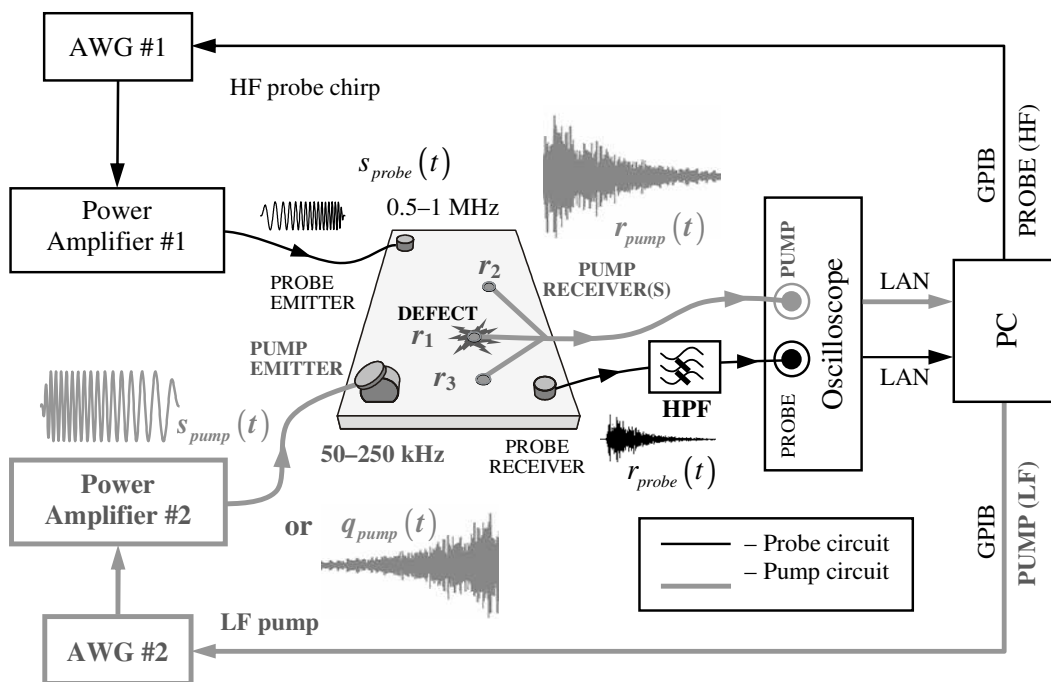 AWG #1
HF probe chirp
GPIB
PROBE (HF)
Power
Amplifier #1
s_probe (t)
0.5–1 MHz
PROBE
EMITTER
r_pump (t)
PUMP
RECEIVER(S)
r_2
DEFECT
r_1
r_3
PUMP
EMITTER
PUMP
PROBE
Oscilloscope
LAN
LAN
PC
HPF
s_pump (t)
50–250 kHz
PROBE
RECEIVER
r_probe (t)
Power
Amplifier #2
or q_pump (t)
– Probe circuit
– Pump circuit
GPIB
PUMP (LF)
LF pump
AWG #2